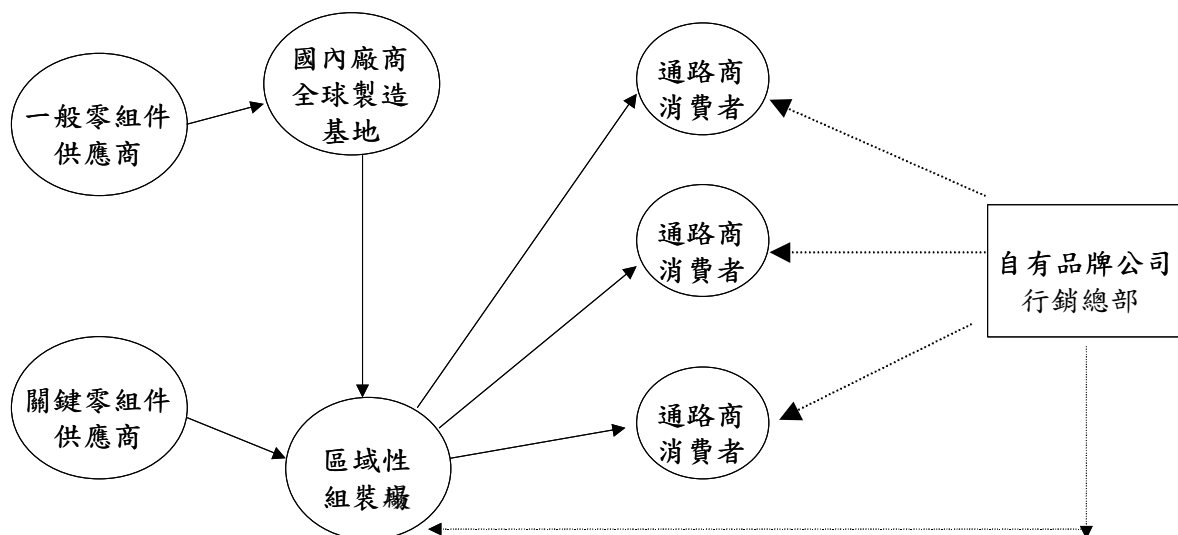 國內廠商
全球製造
基地
一般零組件
供應商
通路商
消費者
通路商
消費者
自有品牌公司
行銷總部
關鍵零組件
供應商
通路商
消費者
區域性
組裝廠